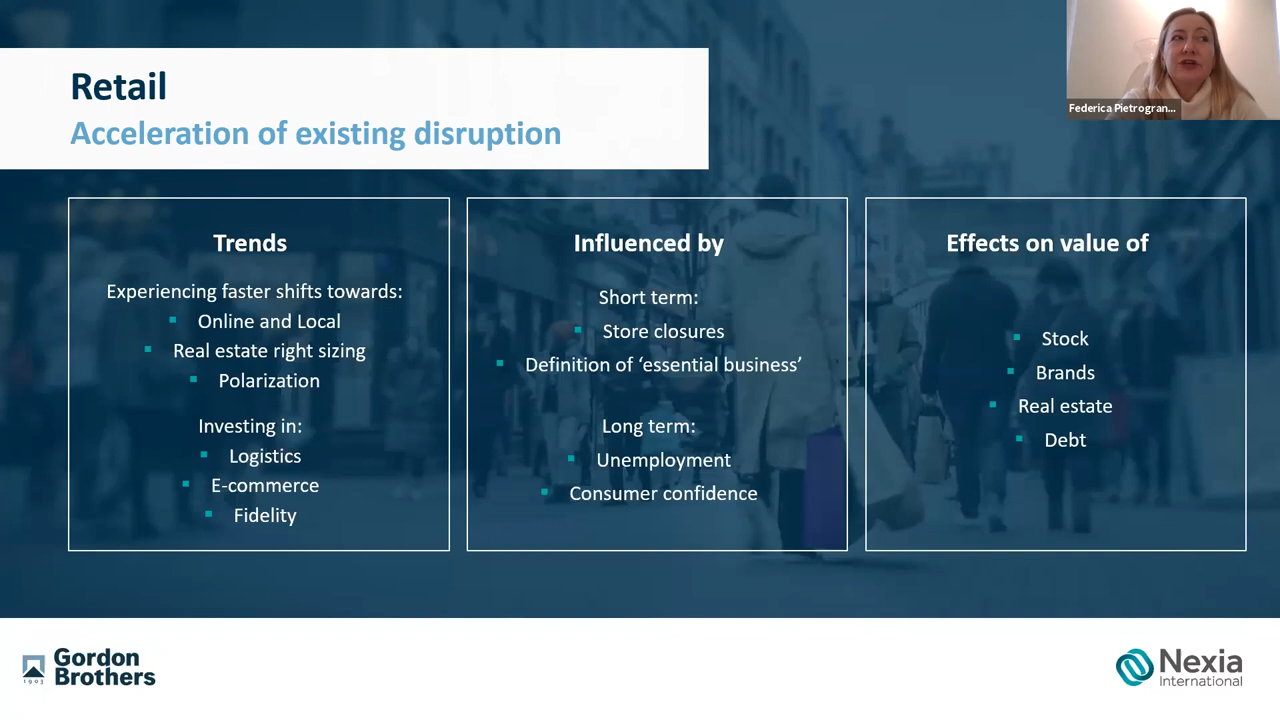 Retail
Acceleration of existing disruption
Federica Pietrogran...
Trends
Experiencing faster shifts towards:
Online and Local
Real estate right sizing
Polarization
Investing in:
Logistics
E-commerce
Fidelity
Influenced by
Short term:
Store closures
Definition of ‘essential business’
Long term:
Unemployment
Consumer confidence
Effects on value of
Stock
Brands
Real estate
Debt
1903
Gordon
Brothers
Nexia
International